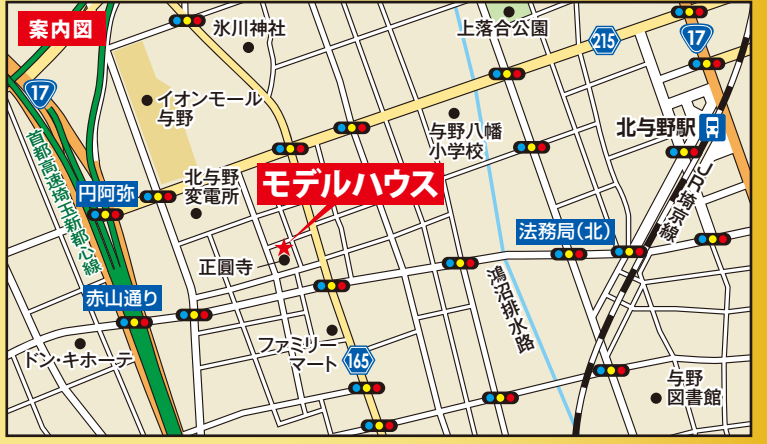 案内図
氷川神社
上落合公園
17
215
17
イオンモール
与野
与野八幡
小学校
北与野駅
首都高速埼玉新都心線
円阿弥
北与野
変電所
モデルハウス
JR埼京線
法務局(北)
正圓寺
赤山通り
鴻沼排水路
ドン・キホーテ
ファミリー
マート
165
与野
図書館